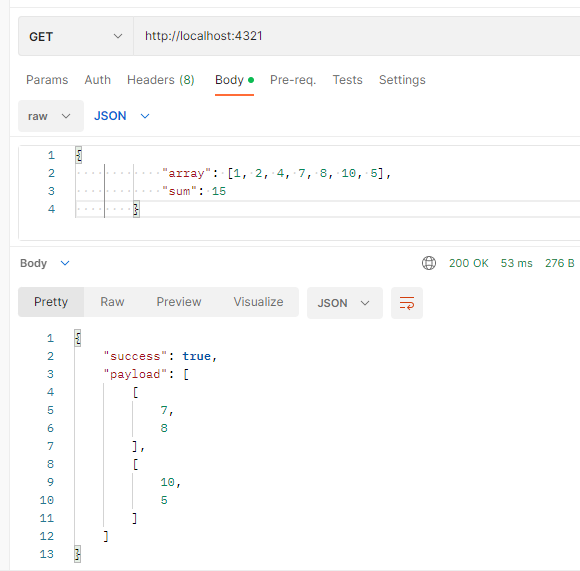 GET http://localhost:4321
Params Auth Headers (8) Body Pre-req. Tests Settings
raw JSON
1 {
2 "array": [1, 2, 4, 7, 8, 10, 5],
3 "sum": 15
4 }
Body 200 OK 53 ms 276 B
Pretty Raw Preview Visualize JSON
1 {
2 "success": true,
3 "payload": [
4 [
5 7,
6 8
7 ],
8 [
9 10,
10 5
11 ]
12 ]
13 }